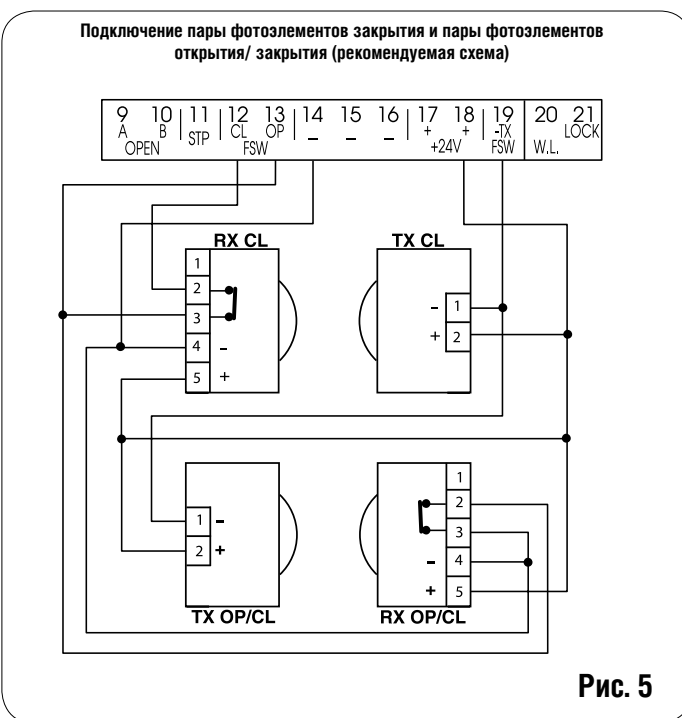 Подключение пары фотоэлементов закрытия и пары фотоэлементов
открытия/ закрытия (рекомендуемая схема)
9 10 11 12 13 14 15 16 17 18 19 20 21
A B STP CL OP – – – + + -TX LOCK
OPEN FSW +24V FSW W.L.
RX CL TX CL
1
2
3
4 –
5 +
– 1
+ 2
1 –
2 +
1
2
3
– 4
+ 5
TX OP/CL RX OP/CL
Рис. 5